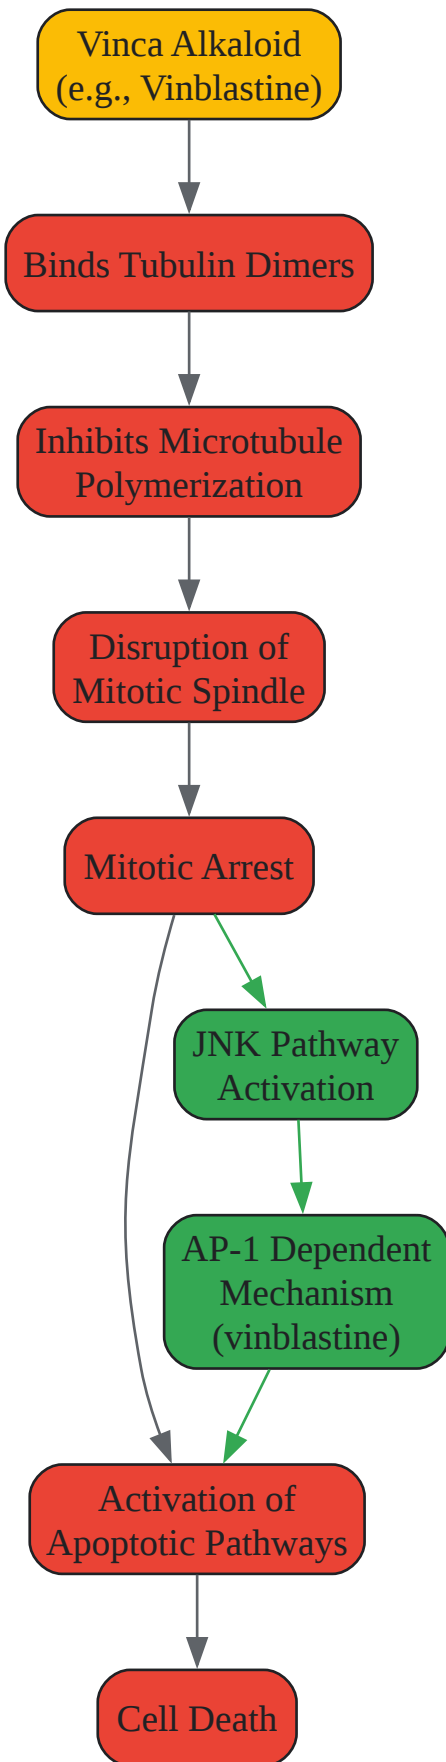 Vinca Alkaloid
(e.g., Vinblastine)
Binds Tubulin Dimers
Inhibits Microtubule
Polymerization
Disruption of
Mitotic Spindle
Mitotic Arrest
JNK Pathway
Activation
AP-1 Dependent
Mechanism
(vinblastine)
Activation of
Apoptotic Pathways
Cell Death